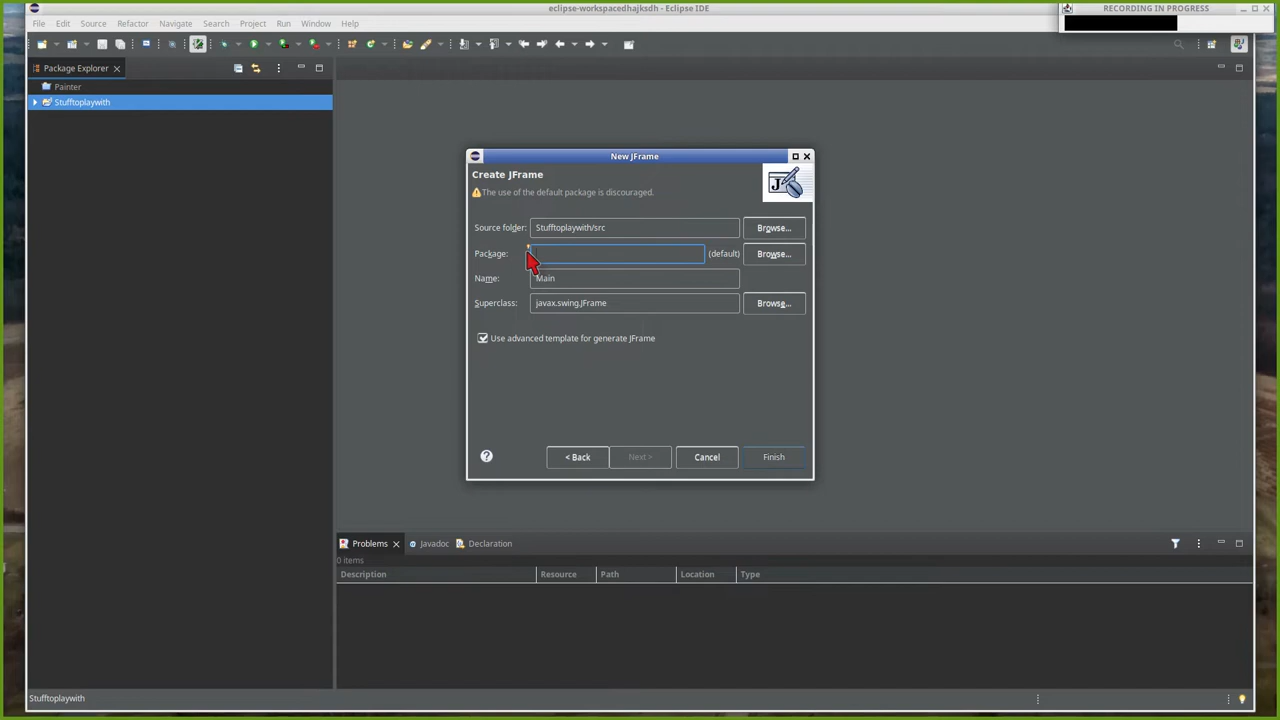 eclipse-workspacedhajksdh - Eclipse IDE
RECORDING IN PROGRESS
File Edit Source Refactor Navigate Search Project Run Window Help
Package Explorer
Painter
Stufftoplaywith
New JFrame
Create JFrame
The use of the default package is discouraged.
Source folder: Stufftoplaywith/src Browse...
Package: (default) Browse...
Name: Main
Superclass: javax.swing.JFrame Browse...
Use advanced template for generate JFrame
< Back Next > Cancel Finish
Problems Javadoc Declaration
0 items
Description Resource Path Location Type
Stufftoplaywith